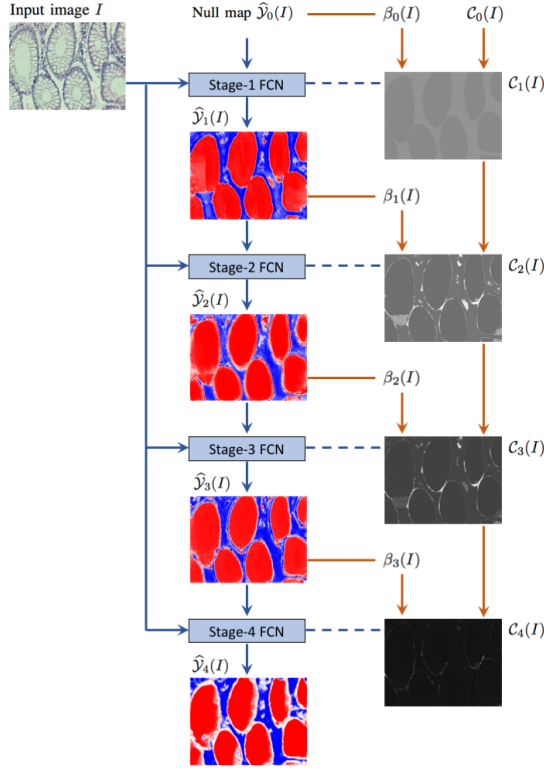 Input image I
Null map Ŷ₀(I)
β₀(I)
C₀(I)
Stage-1 FCN
C₁(I)
Ŷ₁(I)
β₁(I)
Stage-2 FCN
C₂(I)
Ŷ₂(I)
β₂(I)
Stage-3 FCN
C₃(I)
Ŷ₃(I)
β₃(I)
Stage-4 FCN
C₄(I)
Ŷ₄(I)